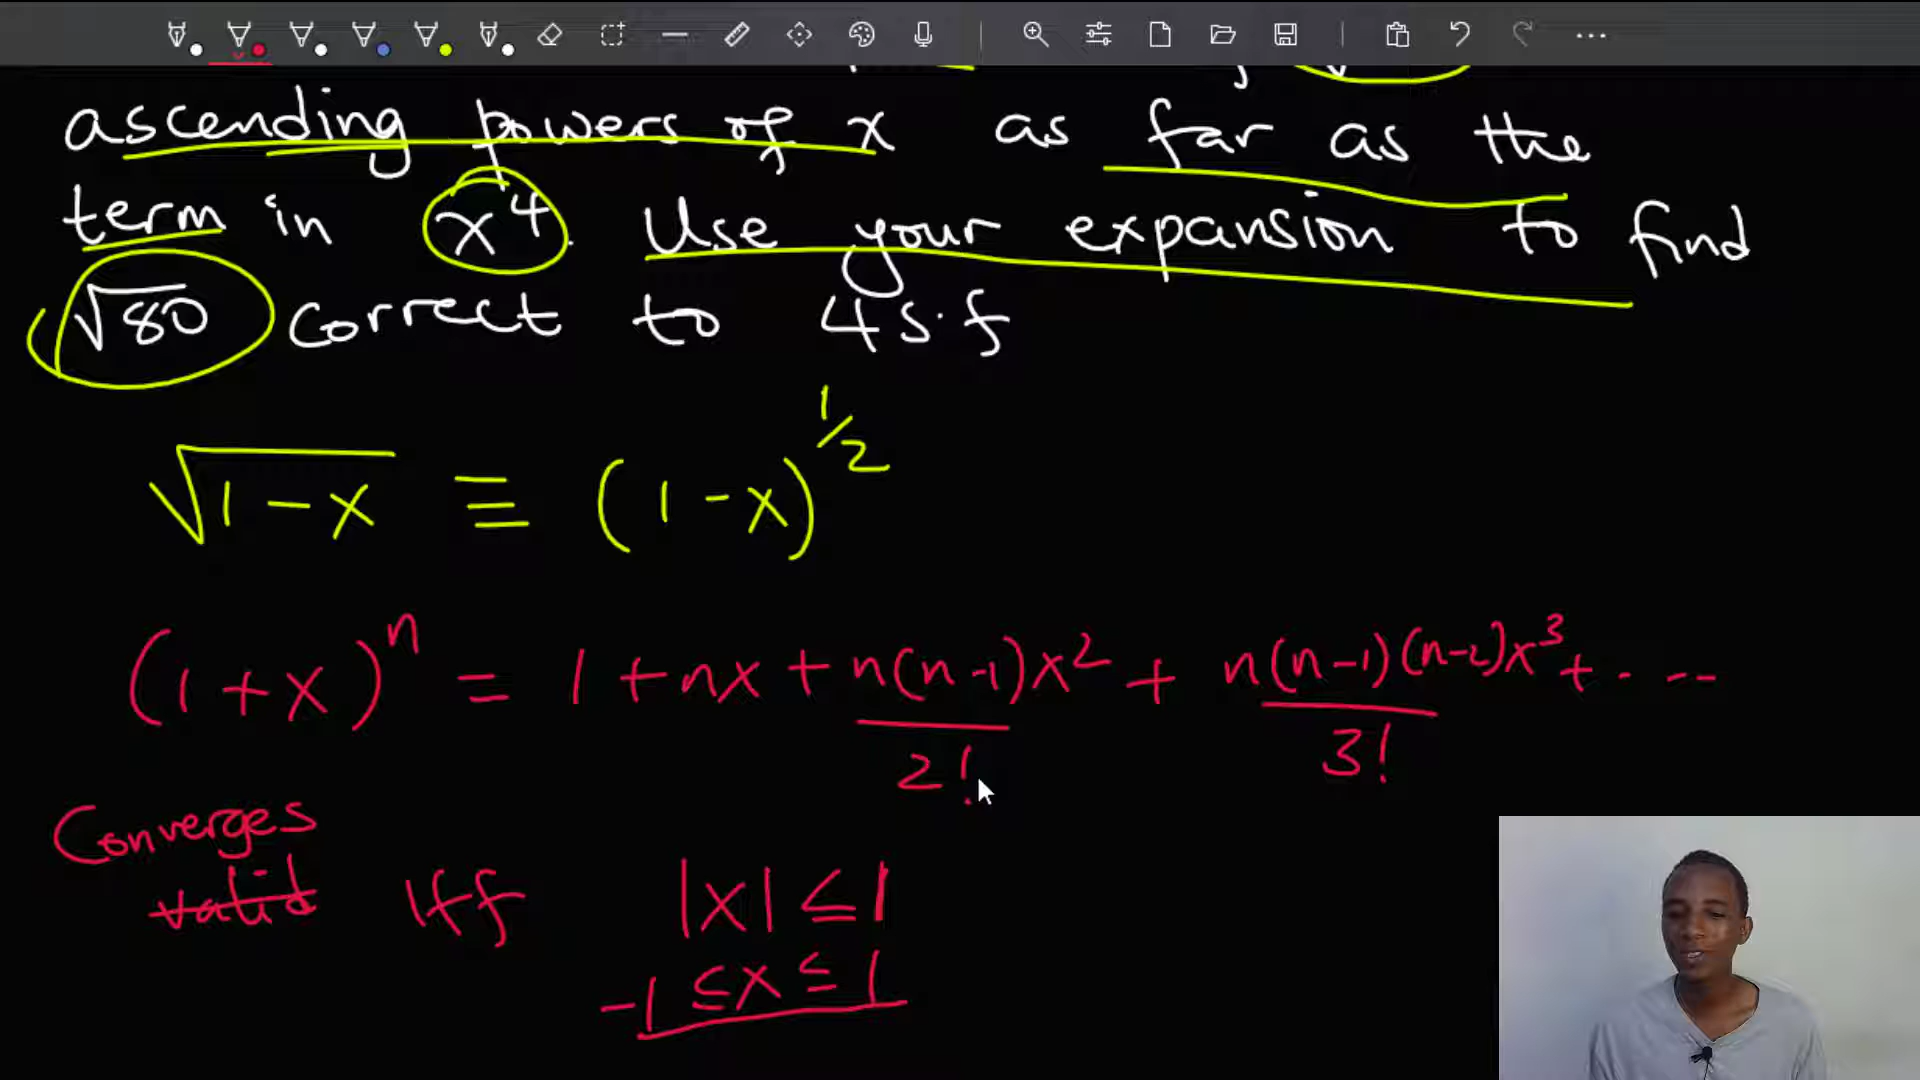 ascending powers of x as far as the
term in x⁴. Use your expansion to find
√80 correct to 4 s.f
√1 - x ≡ (1 - x)^1/2
(1 + x)^n = 1 + nx + n(n-1)x²/2! + n(n-1)(n-2)x³/3! + ....
Converges
valid iff |x| ≤ 1
-1 ≤ x ≤ 1